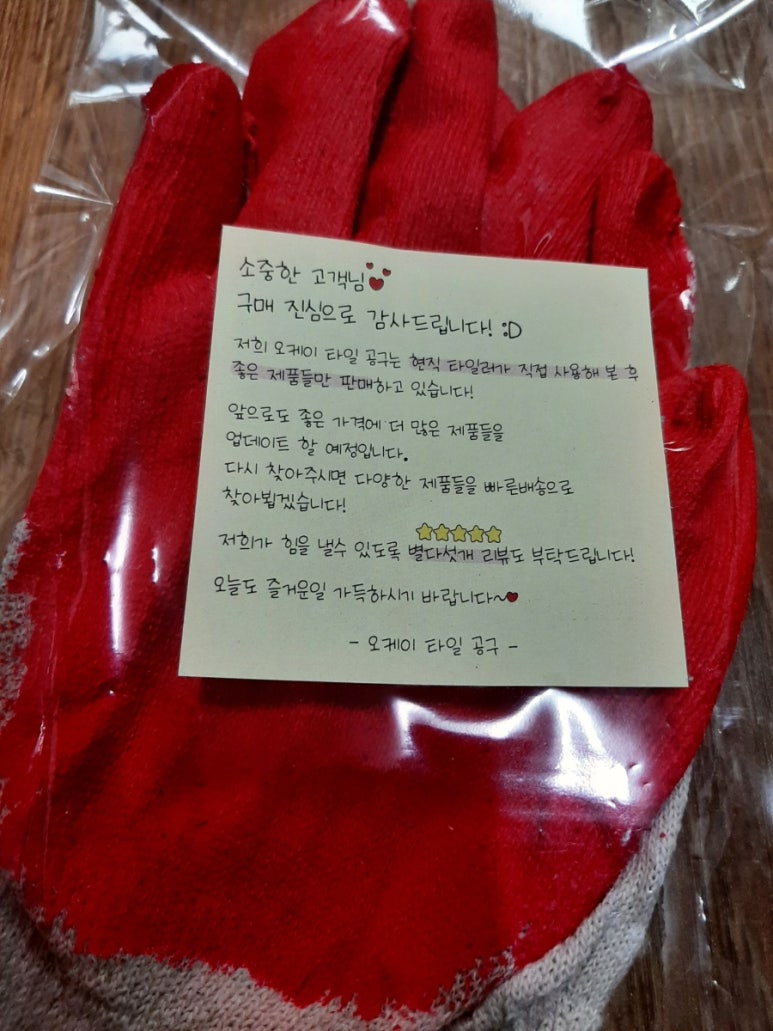 소중한 고객님
구매 진심으로 감사드립니다! :D
저희 오케이 타일 공구는 현직 타일러가 직접 사용해 본 후
좋은 제품들만 판매하고 있습니다!
앞으로도 좋은 가격에 더 많은 제품들을
업데이트 할 예정입니다.
다시 찾아주시면 다양한 제품들을 빠른배송으로
찾아뵙겠습니다!
저희가 힘을 낼수 있도록 별다섯개 리뷰도 부탁드립니다!
오늘도 즐거운일 가득하시기 바랍니다~
- 오케이 타일 공구 -